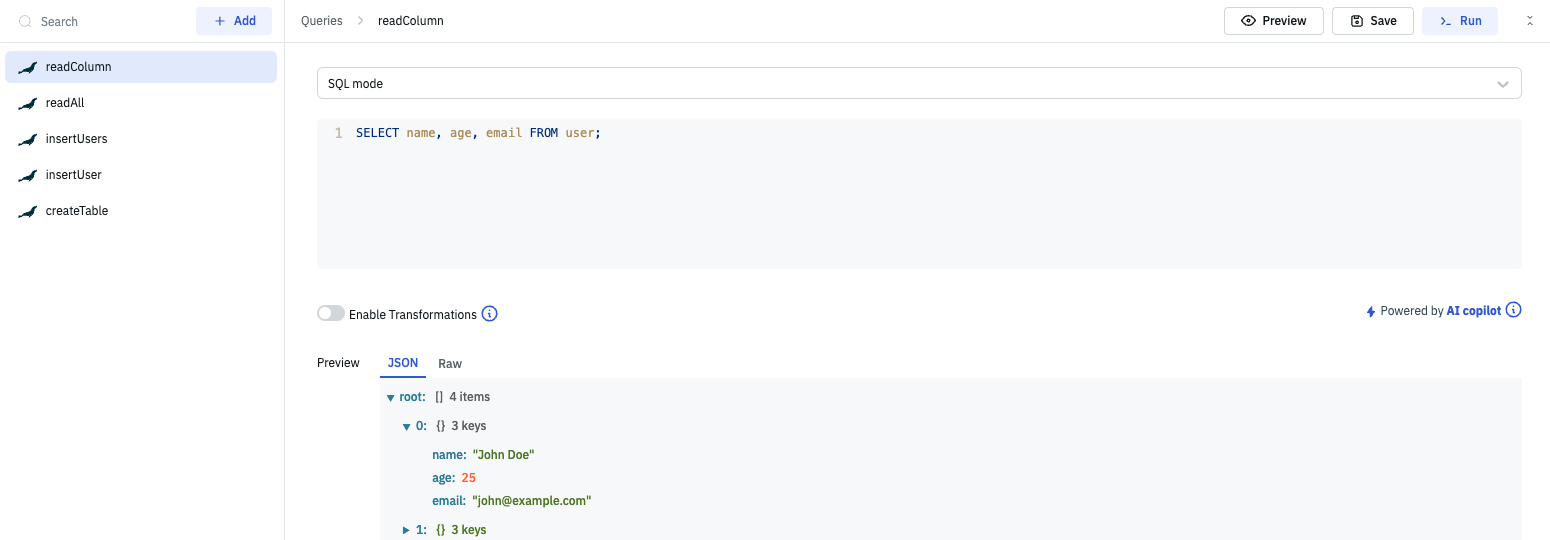 Search
Add
readColumn
readAll
insertUsers
insertUser
createTable
Queries readColumn
Preview
Save
Run
SQL mode
1 SELECT name, age, email FROM user;
Enable Transformations
Powered by AI copilot
Preview JSON Raw
root: [] 4 items
0: {} 3 keys
name: "John Doe"
age: 25
email: "john@example.com"
1: {} 3 keys